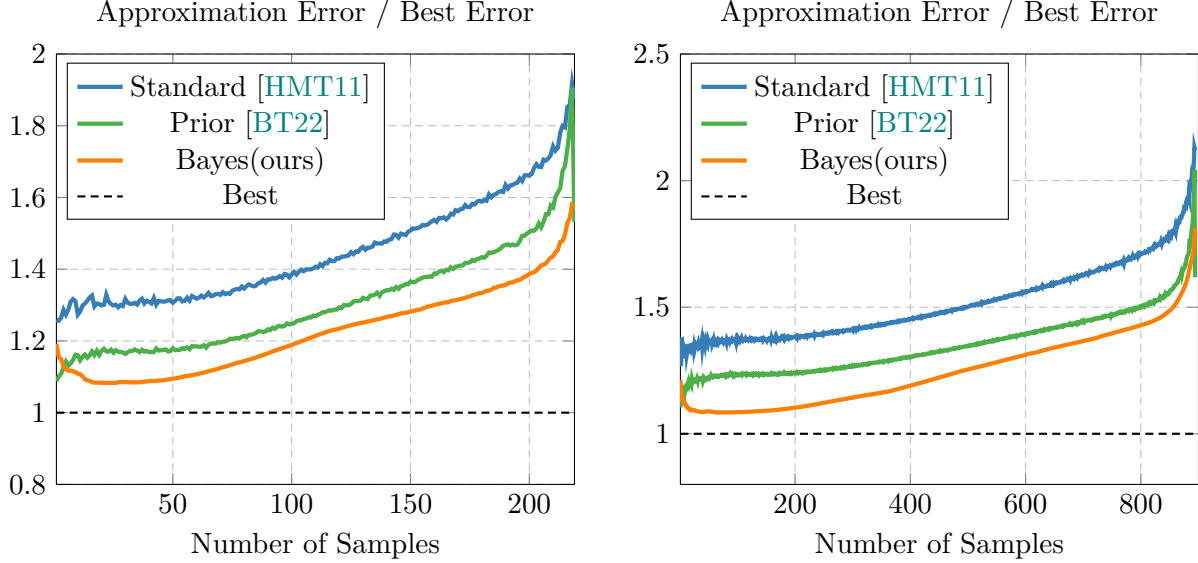 Approximation Error / Best Error
2
1.8
1.6
1.4
1.2
1
0.8
Standard [HMT11]
Prior [BT22]
Bayes(ours)
Best
50
100
150
200
Number of Samples
Approximation Error / Best Error
2.5
2
1.5
1
Standard [HMT11]
Prior [BT22]
Bayes(ours)
Best
200
400
600
800
Number of Samples